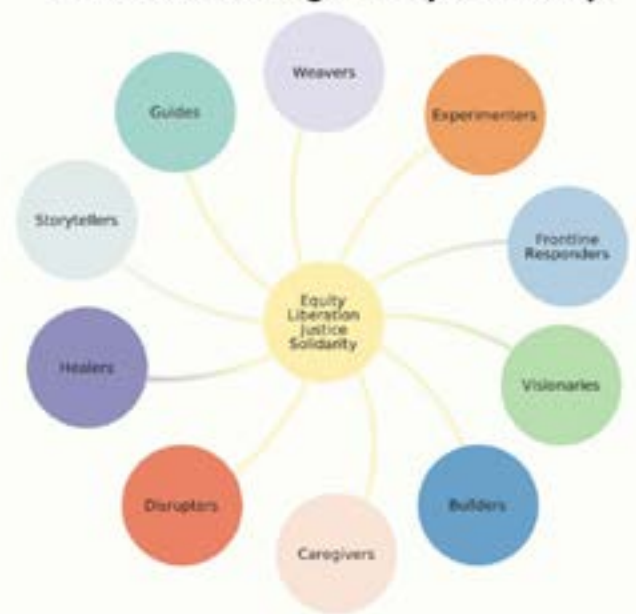 Weavers
Guides
Experimenters
Storytellers
Frontline
Responders
Equity
Liberation
Justice
Solidarity
Healers
Visionaries
Disrupters
Builders
Caregivers